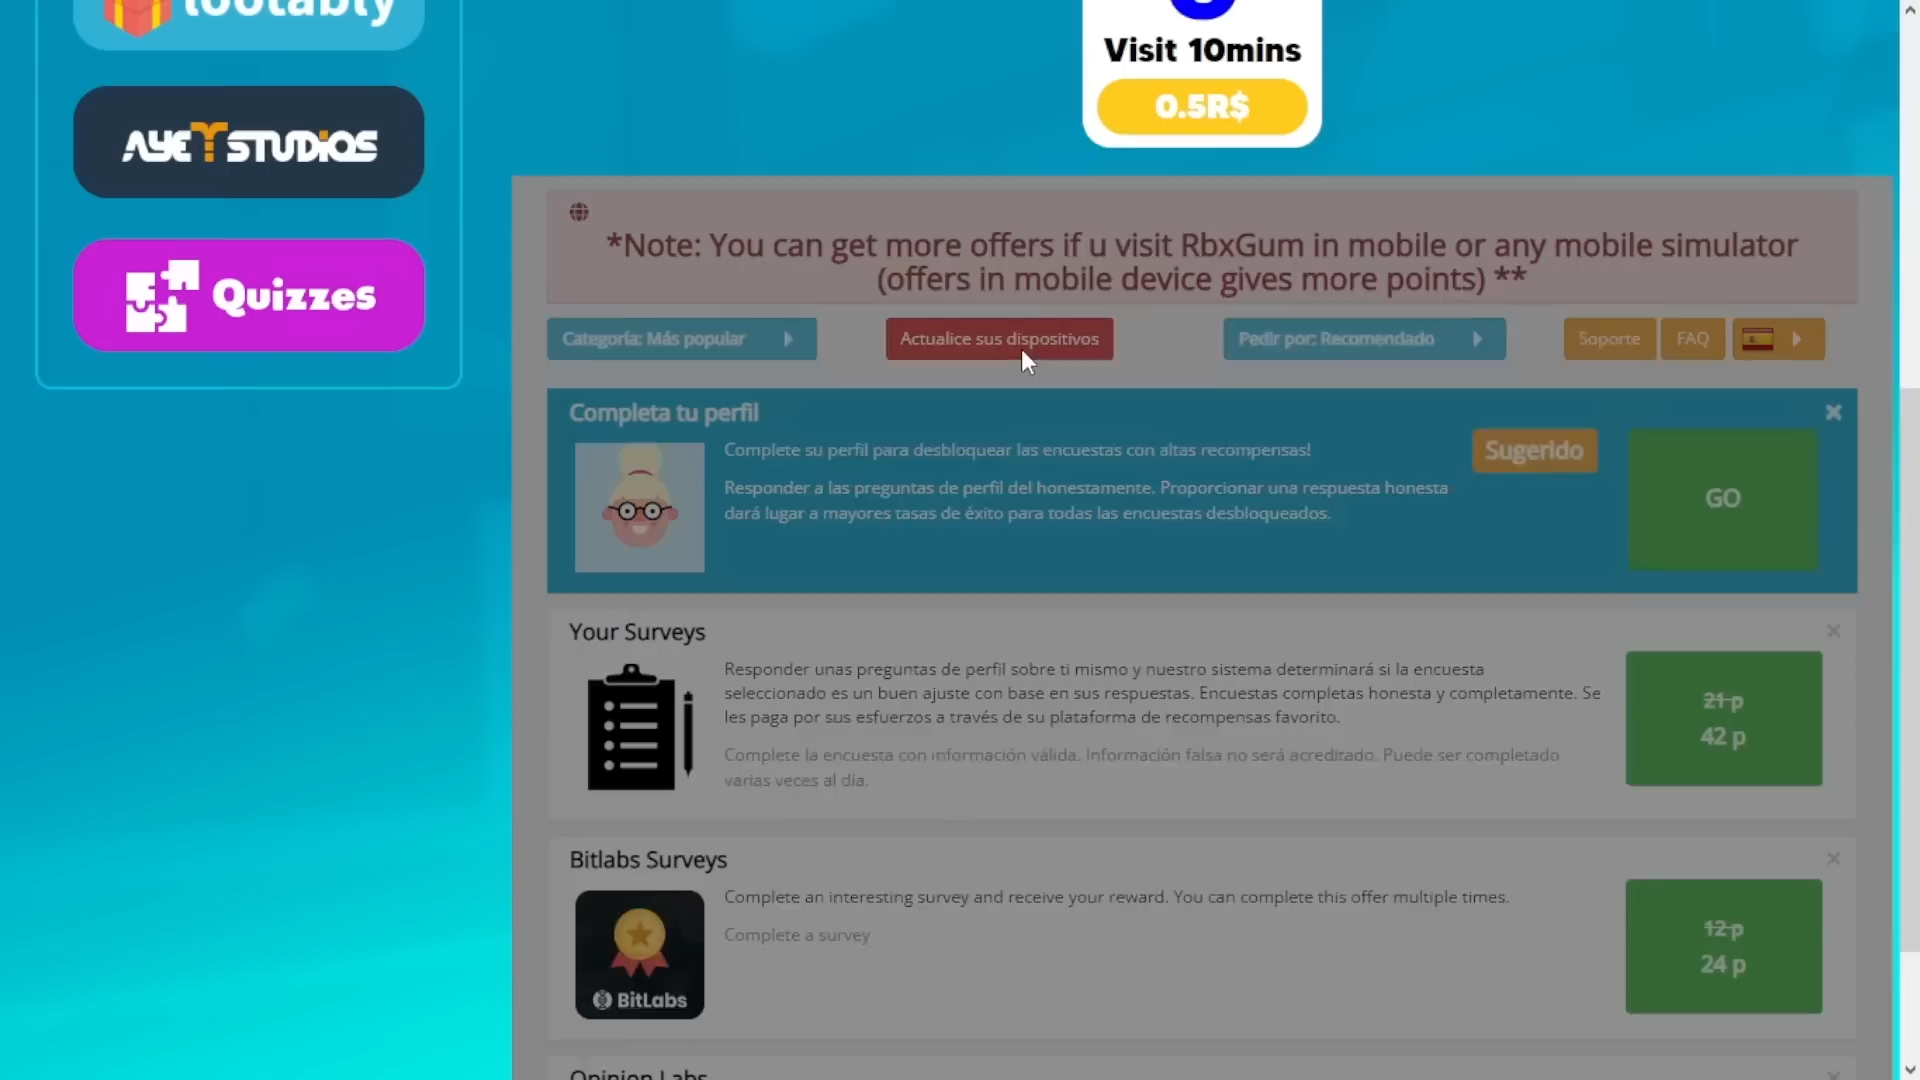 lootably
AYETSTUDIOS
Quizzes
Visit 10mins
0.5R$
*Note: You can get more offers if u visit RbxGum in mobile or any mobile simulator
(offers in mobile device gives more points) **
Categoría: Más popular
Actualice sus dispositivos
Pedir por: Recomendado
Soporte
FAQ
Completa tu perfil
Complete su perfil para desbloquear las encuestas con altas recompensas!
Responder a las preguntas de perfil del honestamente. Proporcionar una respuesta honesta
dará lugar a mayores tasas de éxito para todas las encuestas desbloqueados.
Sugerido
GO
Your Surveys
Responder unas preguntas de perfil sobre ti mismo y nuestro sistema determinará si la encuesta
seleccionado es un buen ajuste con base en sus respuestas. Encuestas completas honesta y completamente. Se
les paga por sus esfuerzos a través de su plataforma de recompensas favorito.
Complete la encuesta con información válida. Información falsa no será acreditado. Puede ser completado
varias veces al día.
21 p
42 p
Bitlabs Surveys
Complete an interesting survey and receive your reward. You can complete this offer multiple times.
Complete a survey
BitLabs
12 p
24 p
Opinion Labs